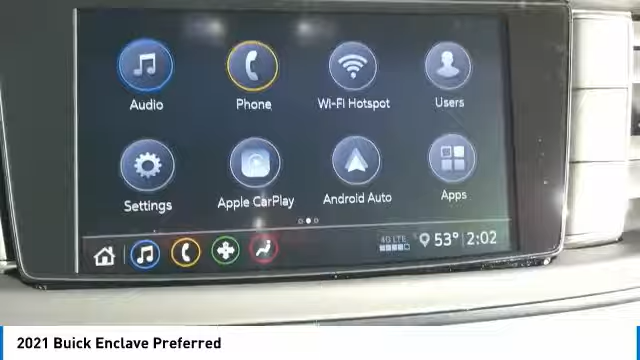 Audio Phone WI-FI Hotspot Users
Settings Apple CarPlay Android Auto Apps
4G LTE 53° 2:02
2021 Buick Enclave Preferred